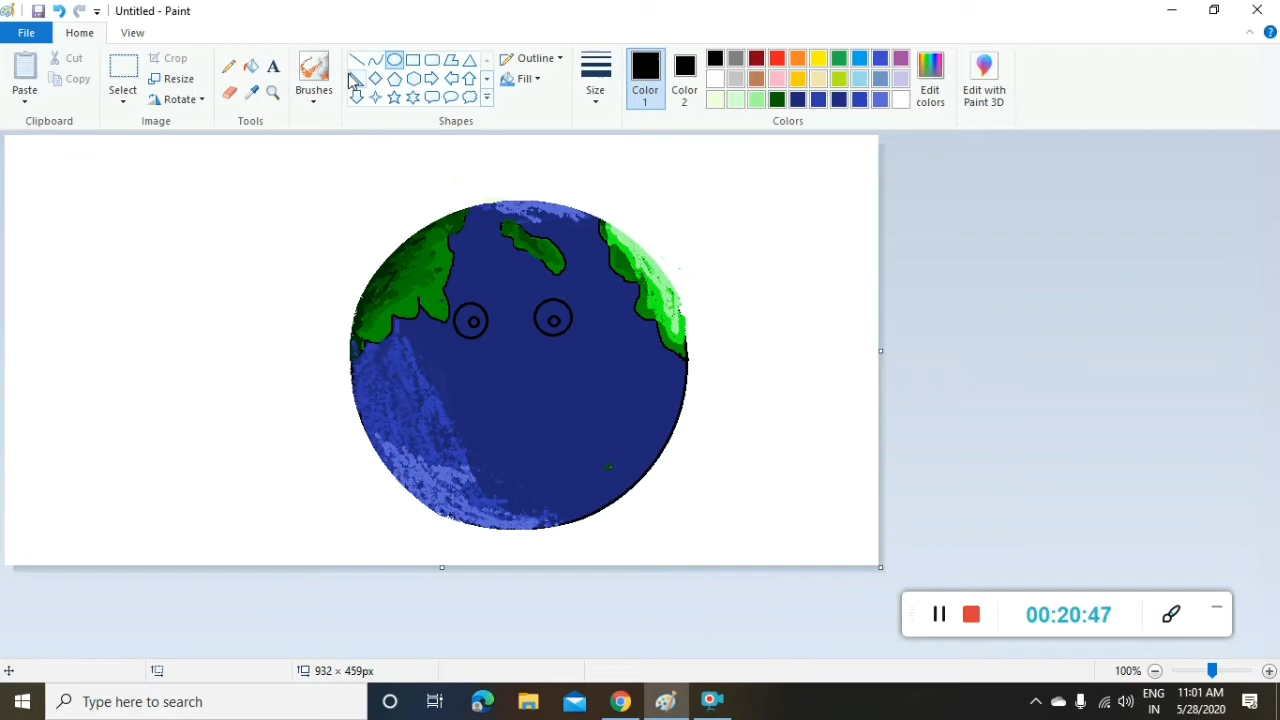 Untitled - Paint
File
Home
View
Paste
Cut
Copy
Clipboard
Select
Crop
Resize
Rotate
Image
A
Tools
Brushes
Shapes
Outline
Fill
Size
Color
1
Color
2
Colors
Edit
colors
Edit with
Paint 3D
00:20:47
932 × 459px
100%
Type here to search
ENG
IN
11:01 AM
5/28/2020